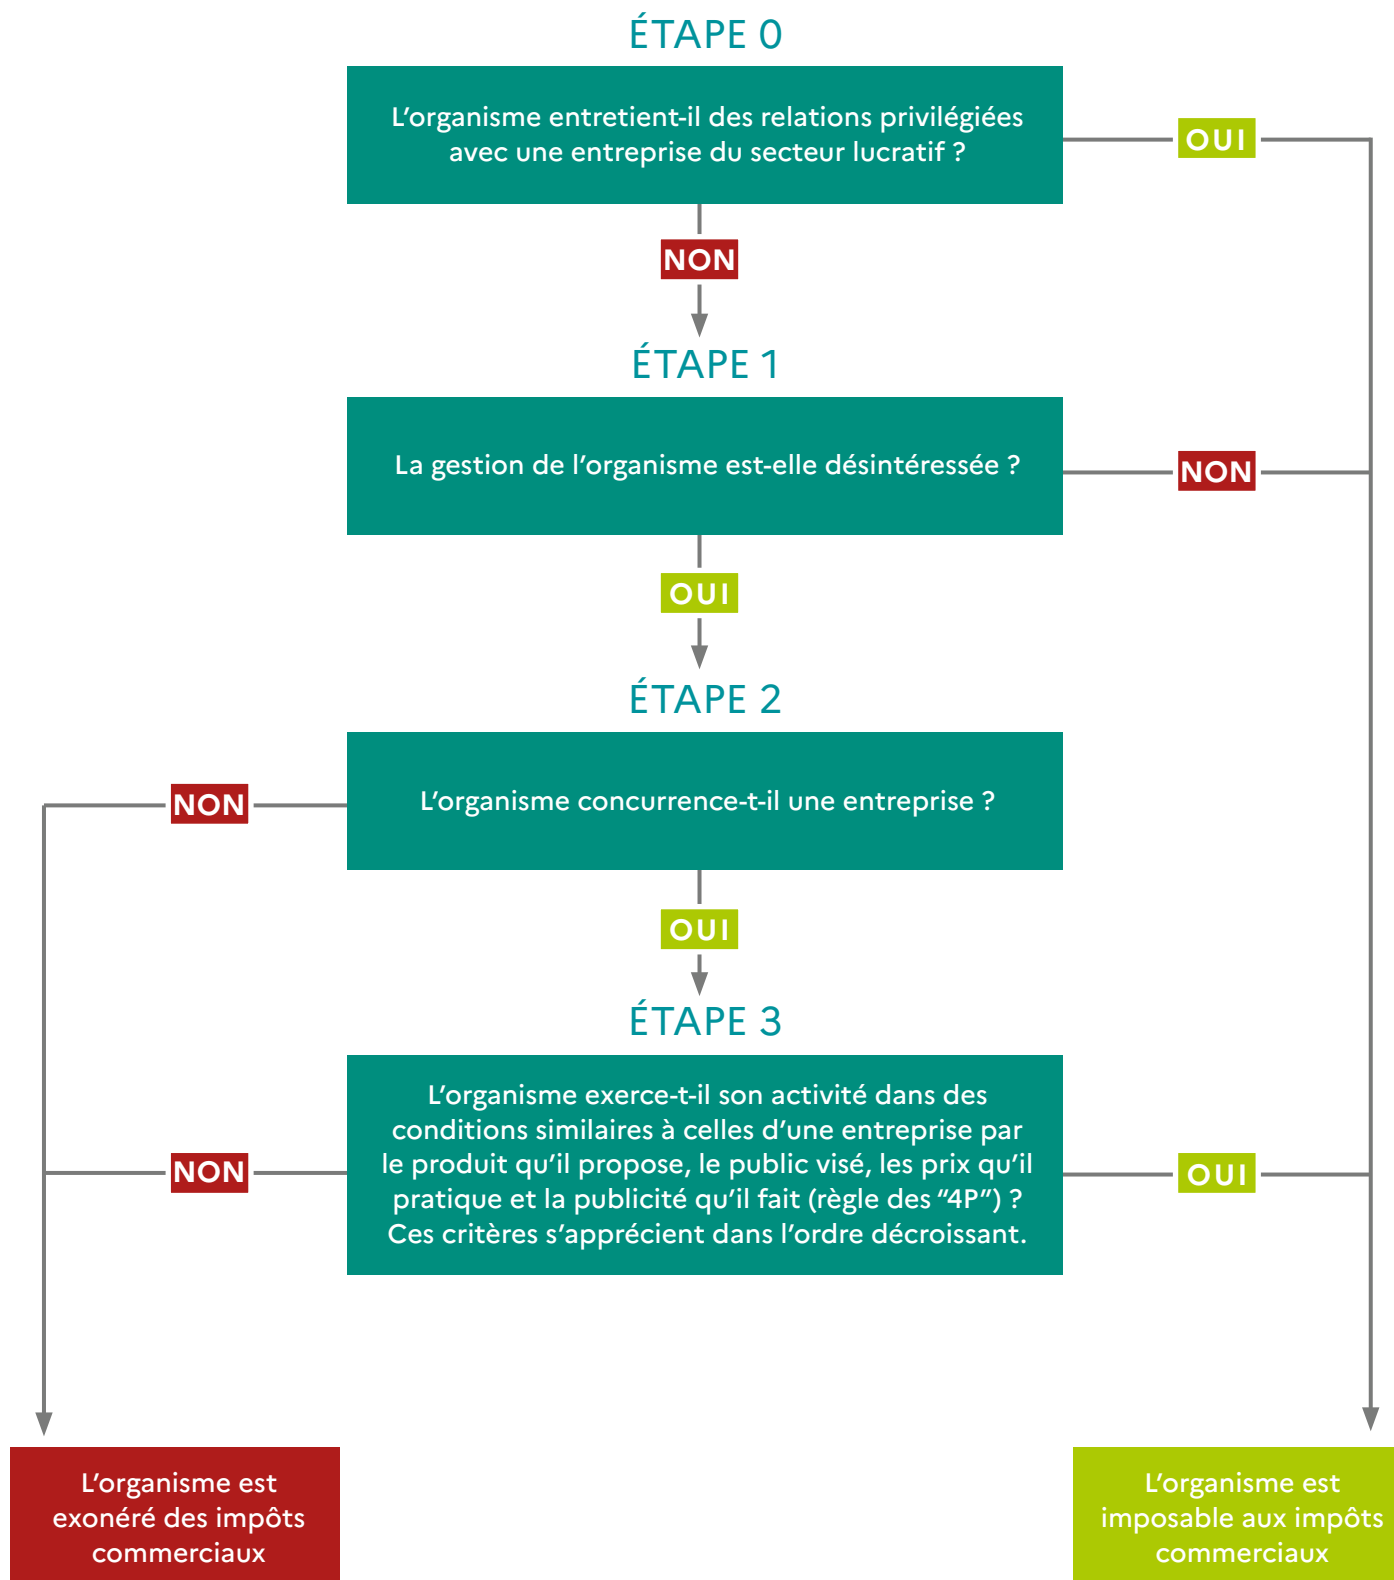 ÉTAPE 0
L'organisme entretient-il des relations privilégiées
avec une entreprise du secteur lucratif ?
OUI
NON
ÉTAPE 1
La gestion de l'organisme est-elle désintéressée ?
NON
OUI
ÉTAPE 2
NON
L'organisme concurrence-t-il une entreprise ?
OUI
ÉTAPE 3
L'organisme exerce-t-il son activité dans des
conditions similaires à celles d'une entreprise par
le produit qu'il propose, le public visé, les prix qu'il
pratique et la publicité qu'il fait (règle des “4P”) ?
Ces critères s'apprécient dans l'ordre décroissant.
NON
OUI
L'organisme est
exonéré des impôts
commerciaux
L'organisme est
imposable aux impôts
commerciaux